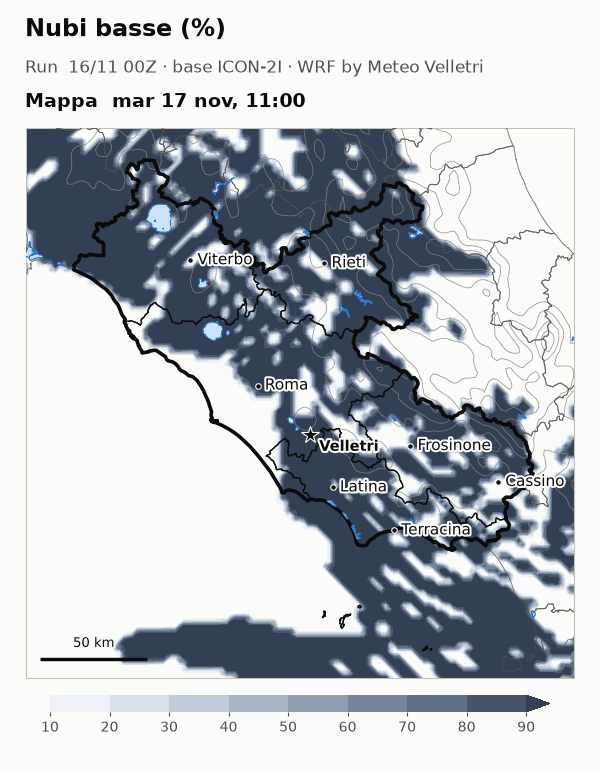 Nubi basse (%)
Run  16/11 00Z · base ICON-2I · WRF by Meteo Velletri
Mappa  mar 17 nov, 11:00
Viterbo
Rieti
Roma
Velletri
Frosinone
Cassino
Latina
Terracina
50 km
10 20 30 40 50 60 70 80 90